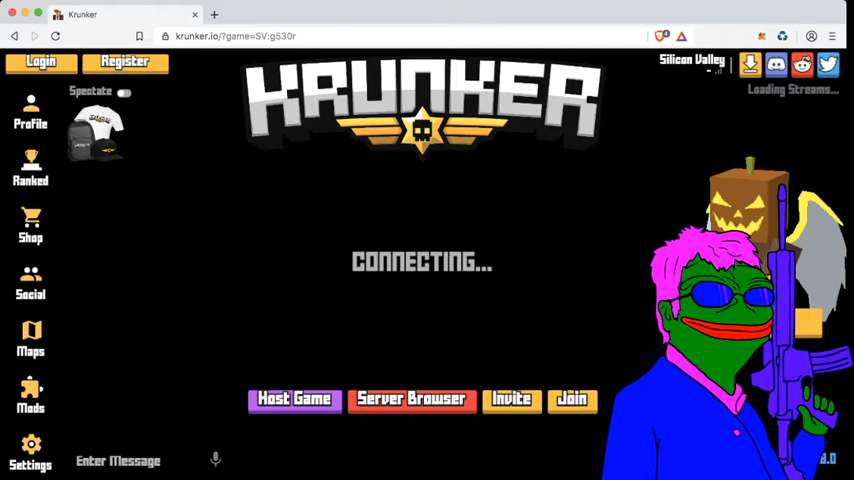 Krunker
krunker.io/?game=SV:g530r
4
Login
Register
KRUNKER
Silicon Valley
-
Loading Streams...
Spectate
Profile
Ranked
Shop
Social
Maps
Mods
Settings
CONNECTING...
Host Game
Server Browser
Invite
Join
Enter Message